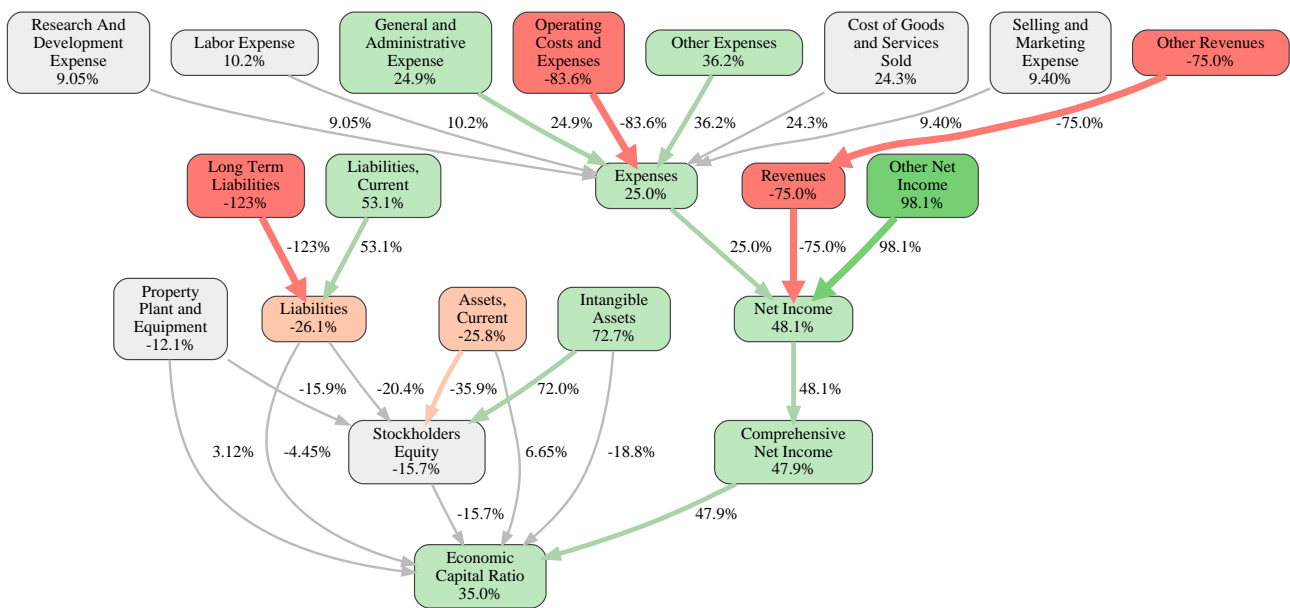 Research And
Development
Expense
9.05%
Labor Expense
10.2%
General and
Administrative
Expense
24.9%
Operating
Costs and
Expenses
-83.6%
Other Expenses
36.2%
Cost of Goods
and Services
Sold
24.3%
Selling and
Marketing
Expense
9.40%
Other Revenues
-75.0%
9.05%
10.2%
24.9%
-83.6%
36.2%
24.3%
9.40%
-75.0%
Long Term
Liabilities
-123%
Liabilities,
Current
53.1%
Expenses
25.0%
Revenues
-75.0%
Other Net
Income
98.1%
-123%
53.1%
25.0%
-75.0%
98.1%
Property
Plant and
Equipment
-12.1%
Liabilities
-26.1%
Assets,
Current
-25.8%
Intangible
Assets
72.7%
Net Income
48.1%
-15.9%
-20.4%
-35.9%
72.0%
48.1%
Stockholders
Equity
-15.7%
Comprehensive
Net Income
47.9%
3.12%
-4.45%
6.65%
-18.8%
-15.7%
47.9%
Economic
Capital Ratio
35.0%